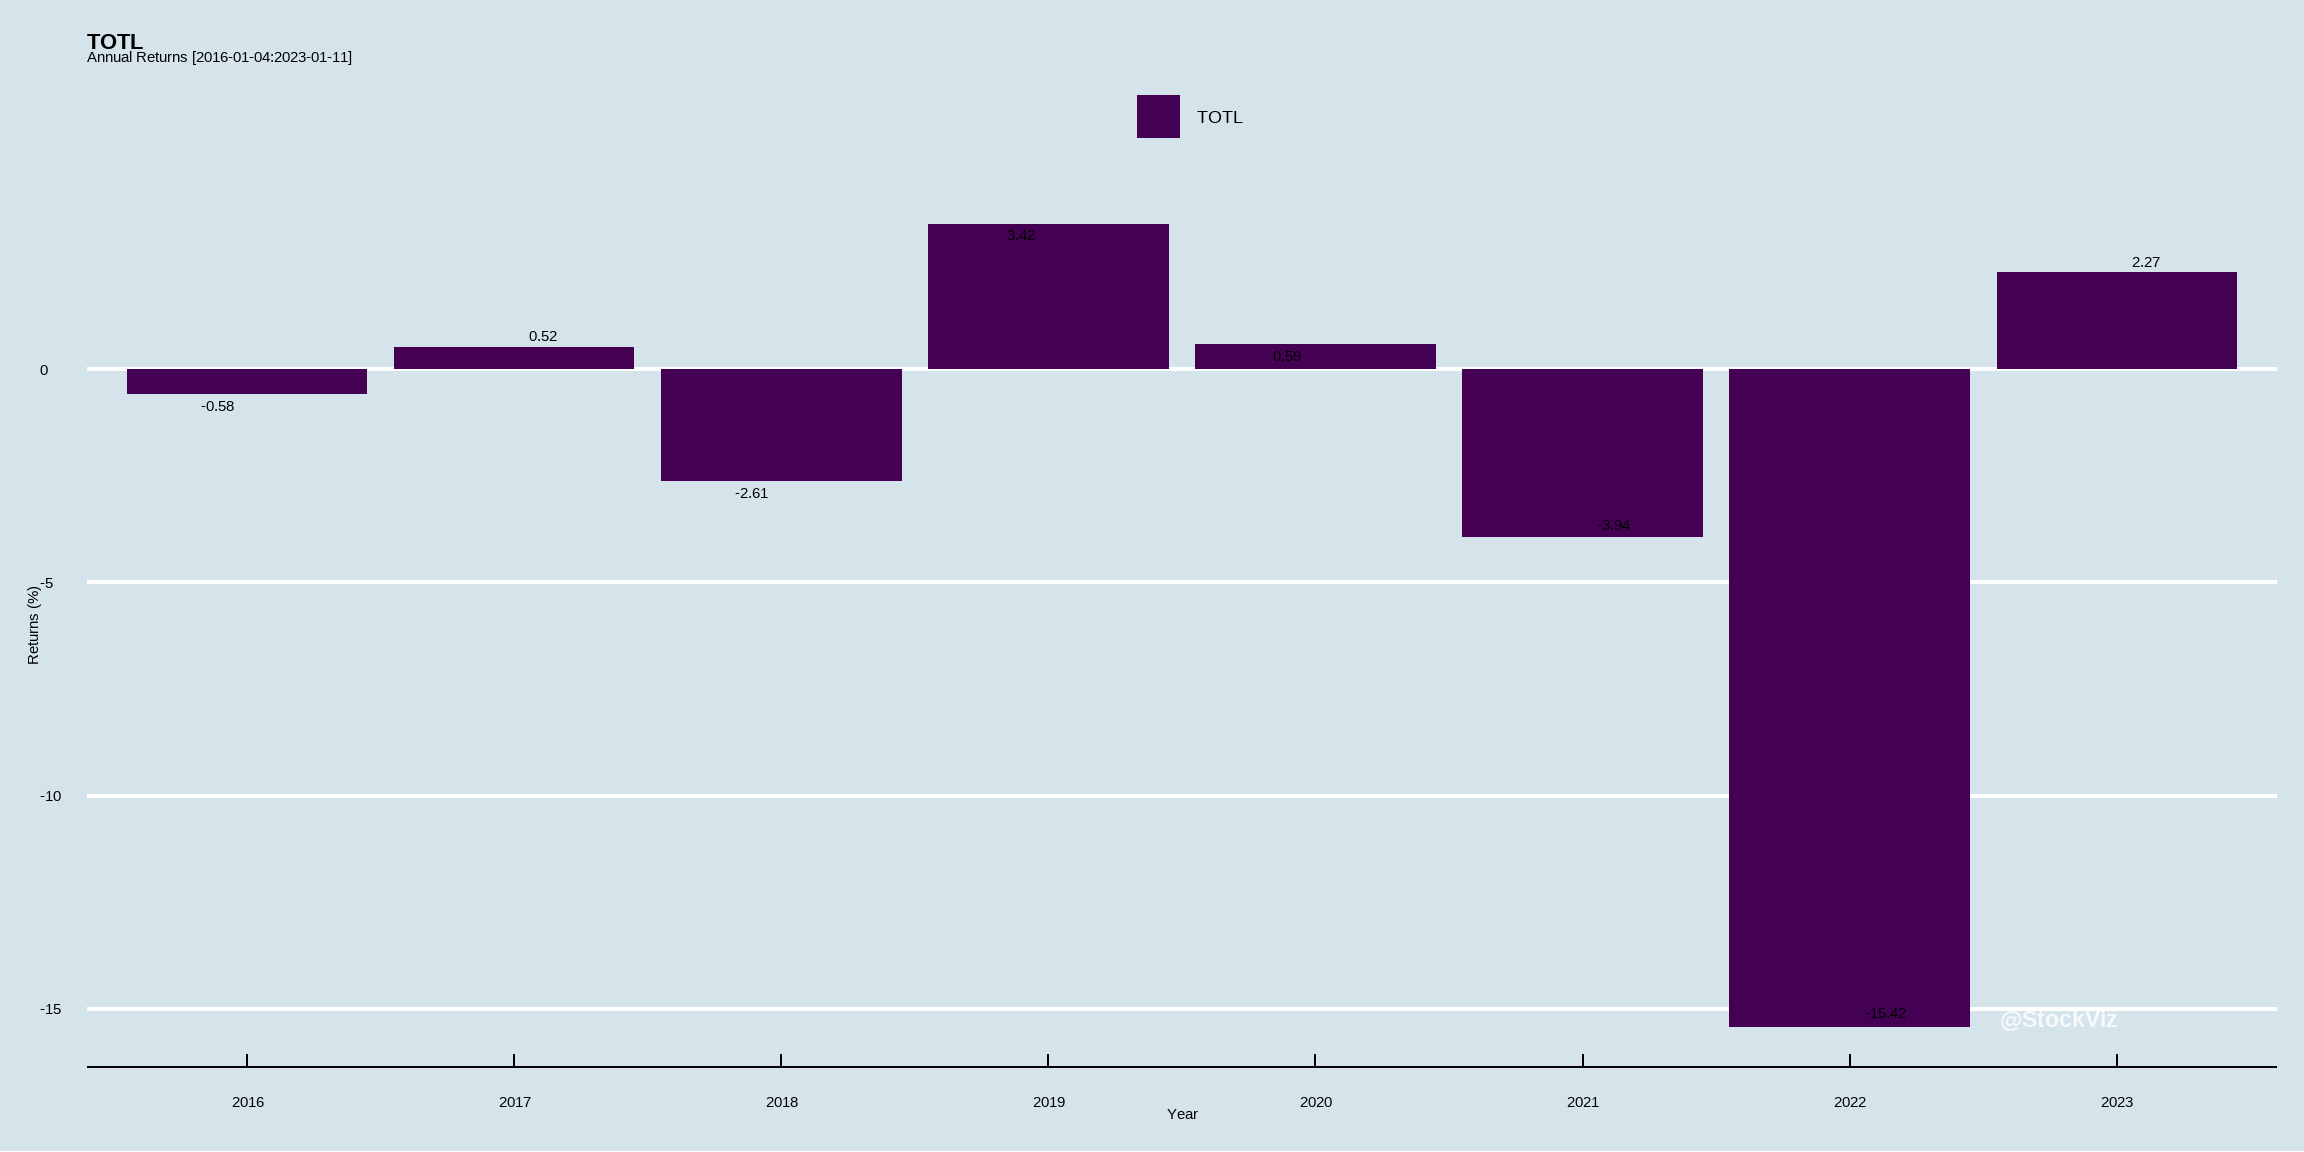 TOTL
Annual Returns [2016-01-04:2023-01-11]
TOTL
3.42
2.27
0.52
0.59
0
-0.58
-2.61
-3.94
-5
Returns (%)
-10
-15
-15.42
@StockViz
2016 2017 2018 2019 2020 2021 2022 2023
Year